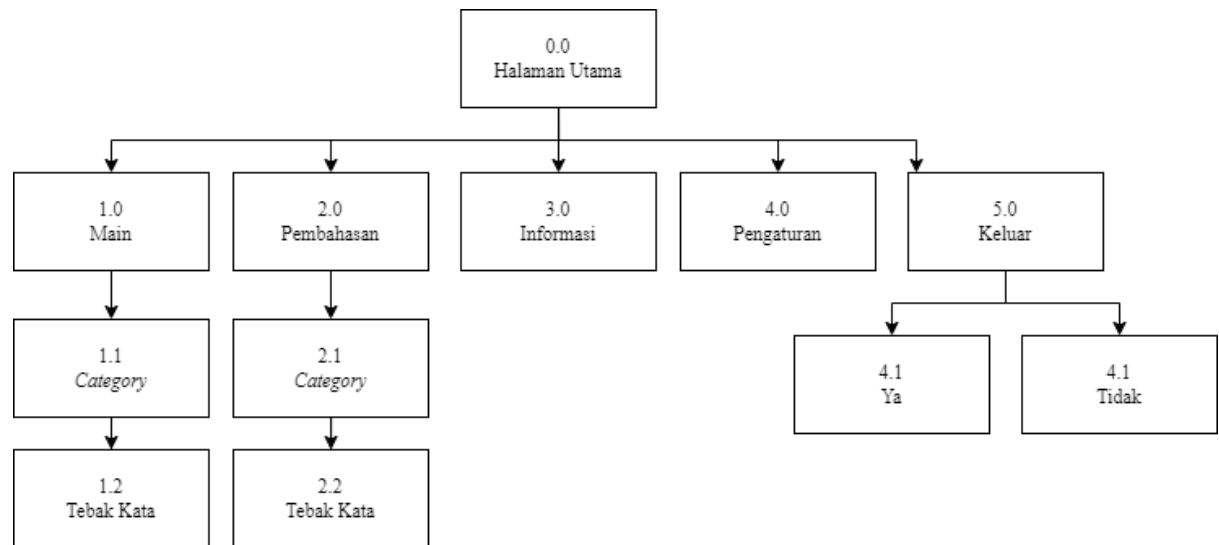 0.0
Halaman Utama
1.0
Main
2.0
Pembahasan
3.0
Informasi
4.0
Pengaturan
5.0
Keluar
1.1
Category
2.1
Category
4.1
Ya
4.1
Tidak
1.2
Tebak Kata
2.2
Tebak Kata